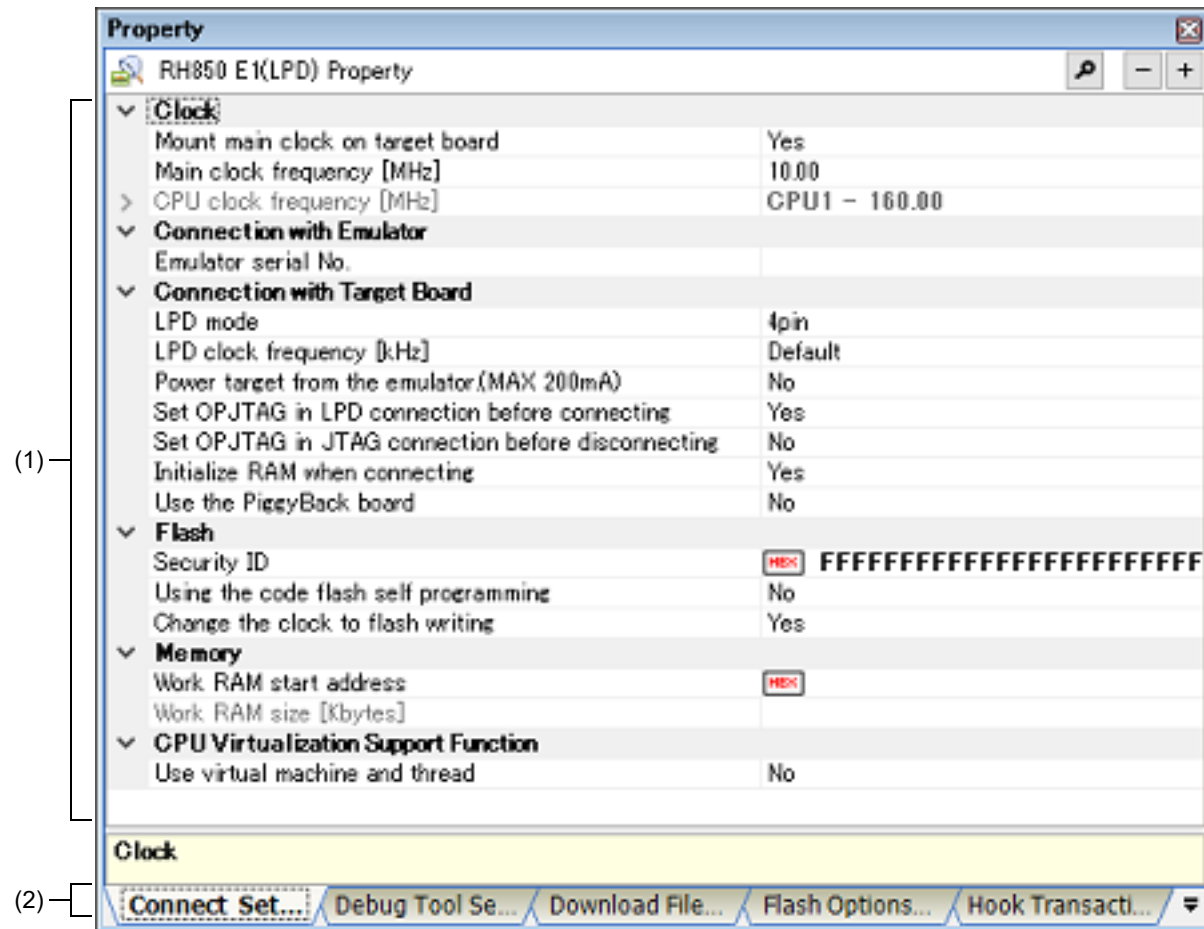 Property
RH850 E1(LPD) Property
(1)
Clock
Mount main clock on target board Yes
Main clock frequency [MHz] 10.00
CPU clock frequency [MHz] CPU1 - 160.00
Connection with Emulator
Emulator serial No.
Connection with Target Board
LPD mode 4pin
LPD clock frequency [kHz] Default
Power target from the emulator.(MAX 200mA) No
Set OPJTAG in LPD connection before connecting Yes
Set OPJTAG in JTAG connection before disconnecting No
Initialize RAM when connecting Yes
Use the PiggyBack board No
Flash
Security ID HEX FFFFFFFFFFFFFFFFFFFFFFFF
Using the code flash self programming No
Change the clock to flash writing Yes
Memory
Work RAM start address HEX
Work RAM size [Kbytes]
CPU Virtualization Support Function
Use virtual machine and thread No
Clock
(2)
Connect Set... Debug Tool Se... Download File... Flash Options... Hook Transacti...